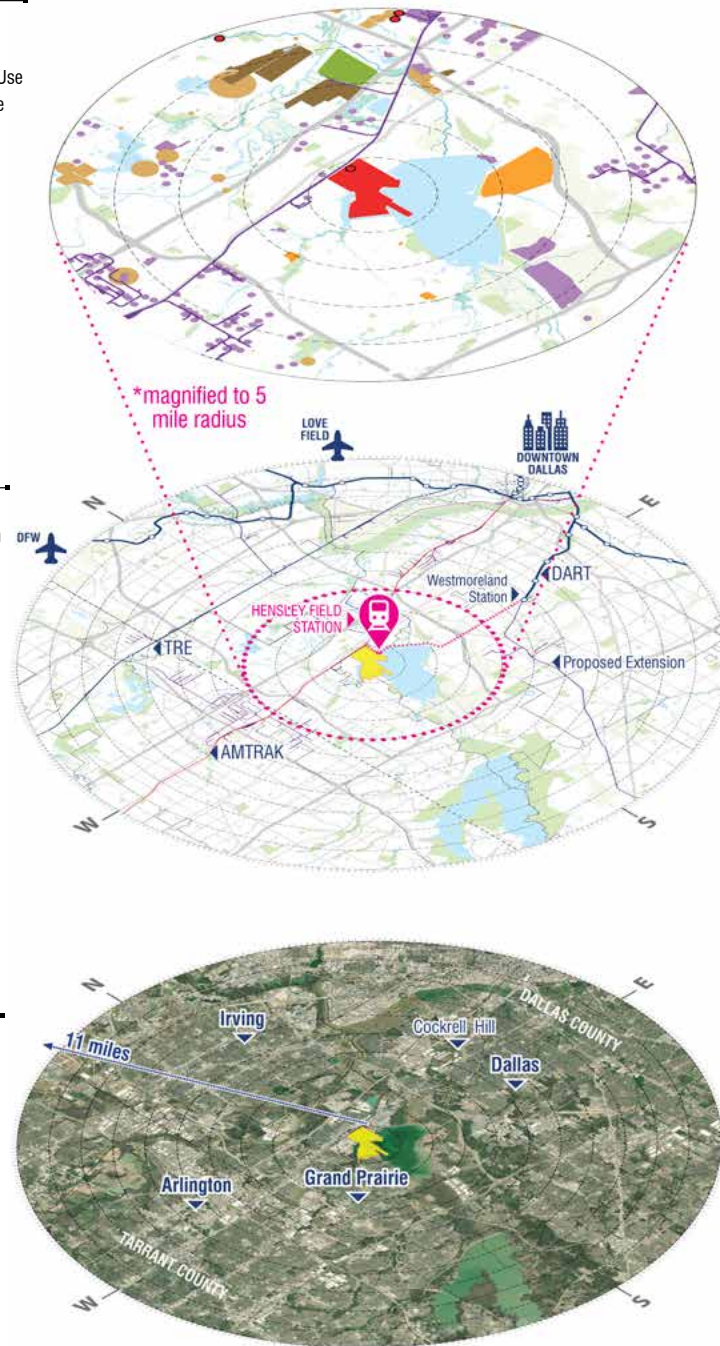 Use
e
*magnified to 5
mile radius
LOVE
FIELD
DOWNTOWN
DALLAS
N
E
DFW
Westmoreland
Station
DART
HENSLEY FIELD
STATION
TRE
Proposed Extension
AMTRAK
W
S
N
E
DALLAS COUNTY
Irving
Cockrell Hill
11 miles
Dallas
Arlington
Grand Prairie
TARRANT COUNTY
W
S